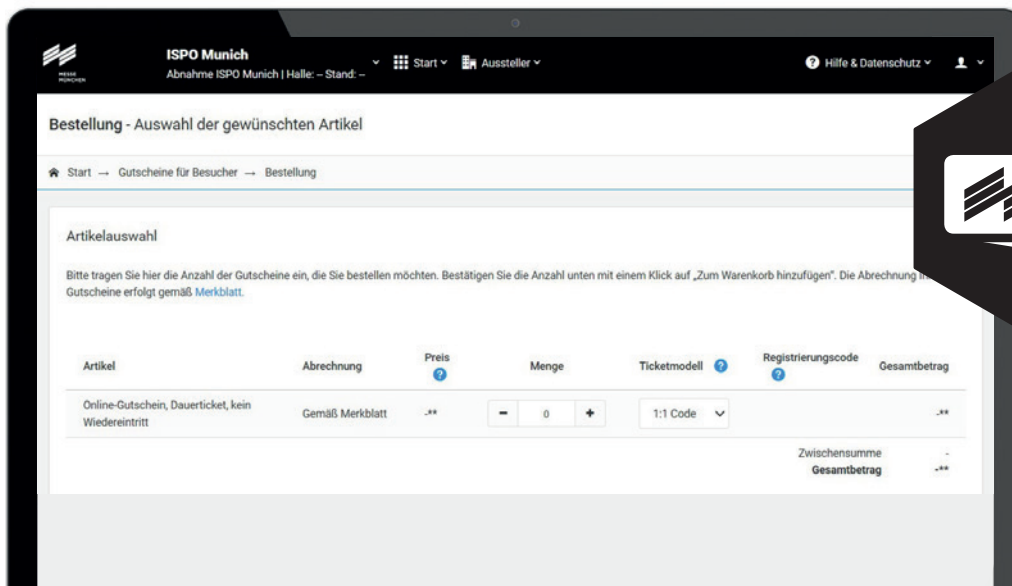 MESSE
MÜNCHEN
ISPO Munich
Abnahme ISPO Munich | Halle: – Stand: –
Start
Aussteller
Hilfe & Datenschutz
Bestellung - Auswahl der gewünschten Artikel
Start → Gutscheine für Besucher → Bestellung
Artikelauswahl
Bitte tragen Sie hier die Anzahl der Gutscheine ein, die Sie bestellen möchten. Bestätigen Sie die Anzahl unten mit einem Klick auf „Zum Warenkorb hinzufügen“. Die Abrechnung
Gutscheine erfolgt gemäß Merkblatt.
Artikel Abrechnung Preis ? Menge Ticketmodell ? Registrierungscode ? Gesamtbetrag
Online-Gutschein, Dauerticket, kein Wiedereintritt Gemäß Merkblatt -** - 0 + 1:1 Code -**
Zwischensumme -
Gesamtbetrag -**